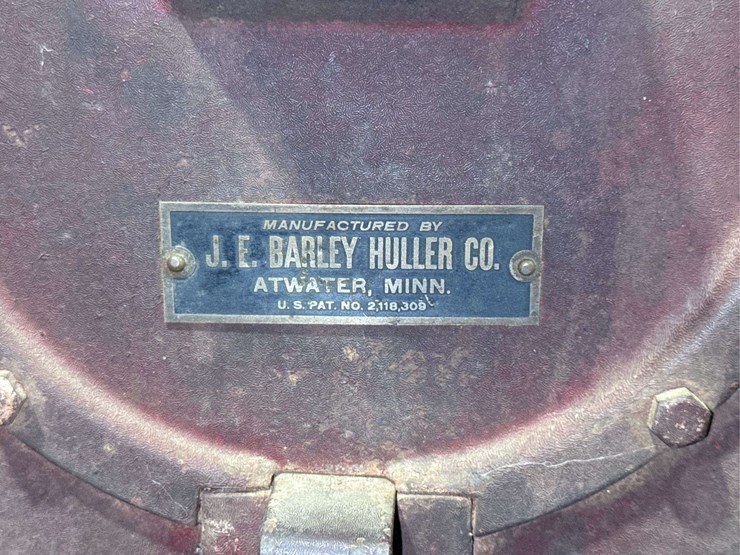 MANUFACTURED BY
J. E. BARLEY HULLER CO.
ATWATER, MINN.
U. S. PAT. NO. 2,118,309